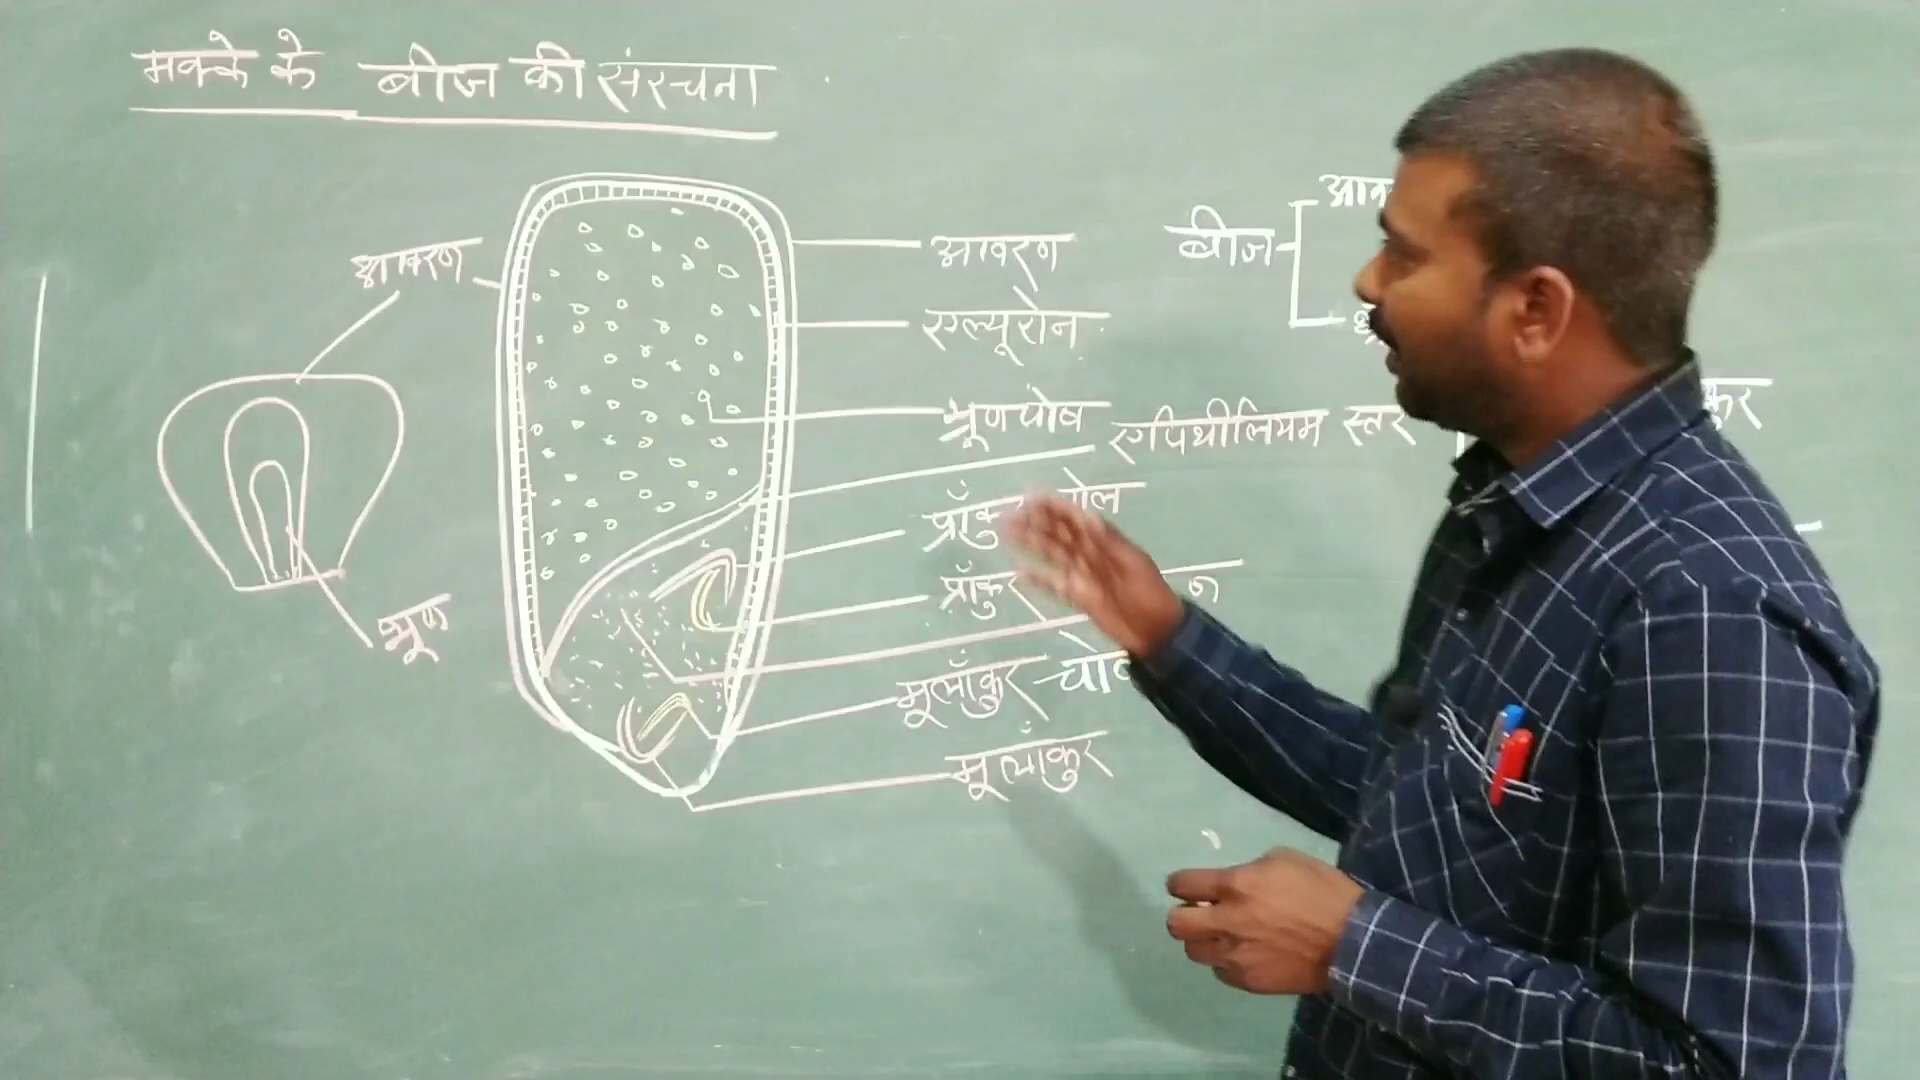 मक्के के बीज की संरचना
आवरण
भ्रूण
आवरण
एल्यूरोन
भ्रूणपोष
एपिथीलियम स्तर
मूलाँकुर
मूलांकुर
बीज